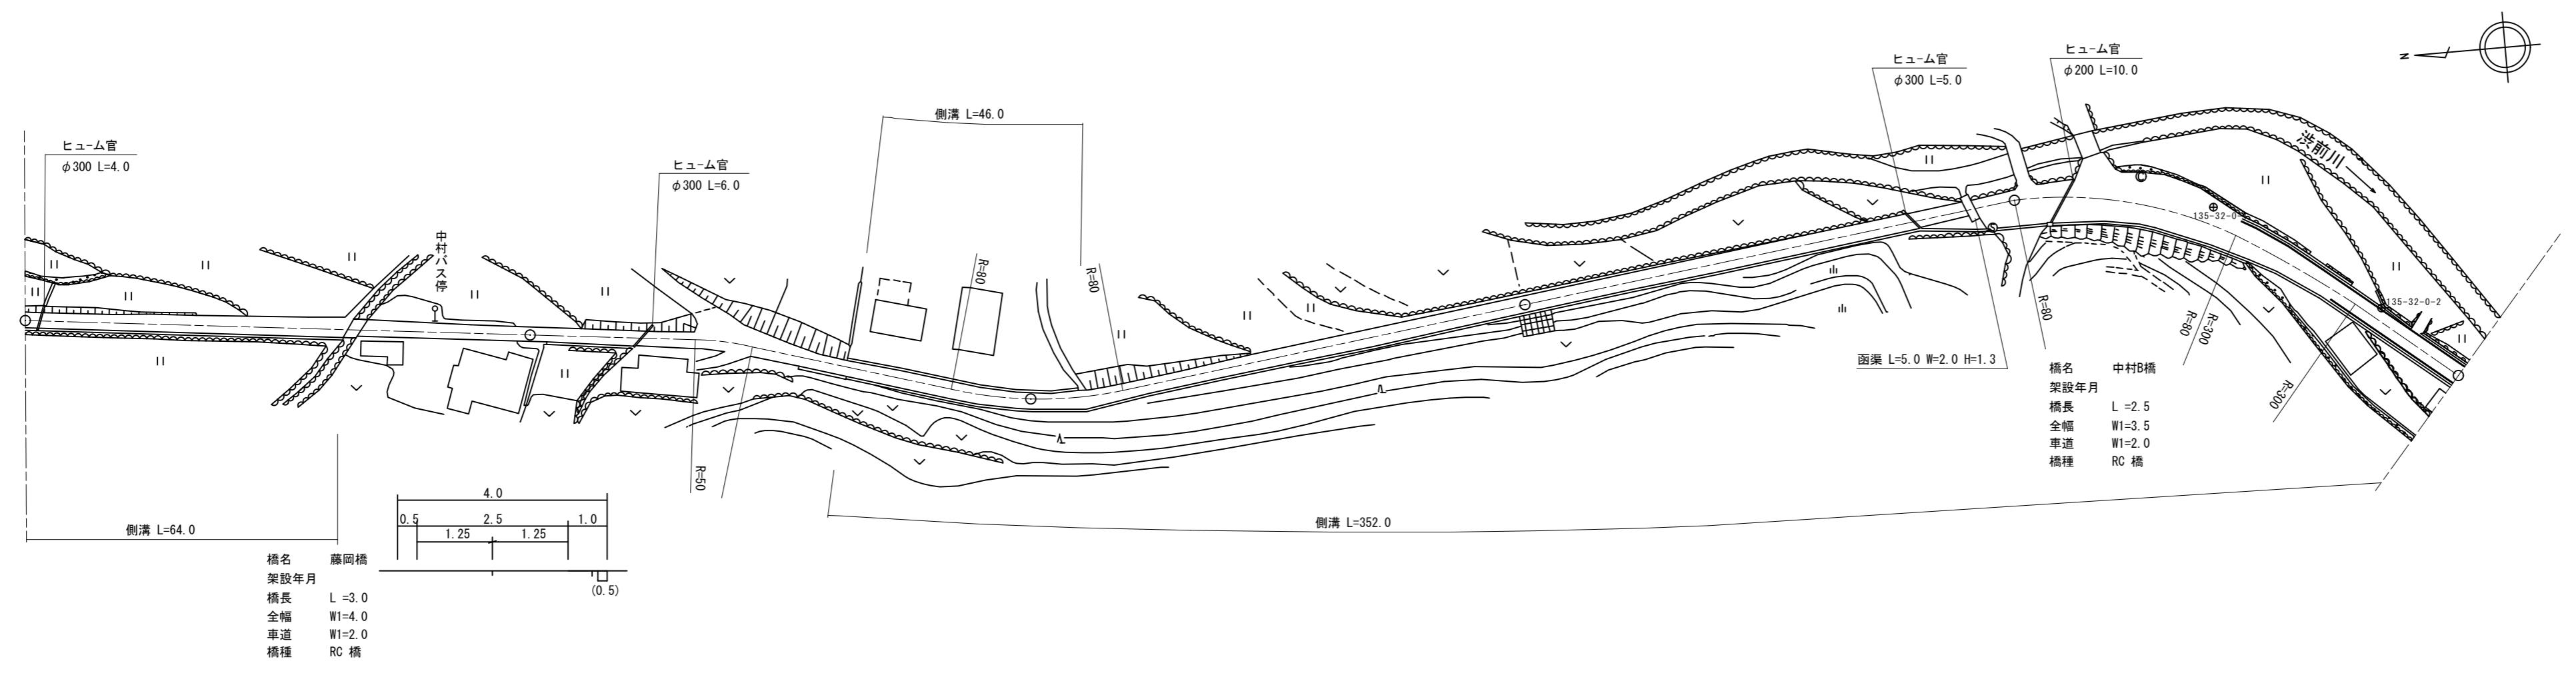 ヒューム官
φ300 L=4.0
中村バス停
ヒューム官
φ300 L=6.0
側溝 L=46.0
R=80
R=80
R=50
側溝 L=64.0
橋名 藤岡橋
架設年月
橋長 L =3.0
全幅 W1=4.0
車道 W1=2.0
橋種 RC 橋
4.0
0.5 2.5 1.0
1.25 1.25
(0.5)
側溝 L=352.0
ヒューム官
φ300 L=5.0
ヒューム官
φ200 L=10.0
N
渋前川
135-32-0-
135-32-0-2
函渠 L=5.0 W=2.0 H=1.3
R=80
R=80
R=300
R=300
橋名 中村B橋
架設年月
橋長 L =2.5
全幅 W1=3.5
車道 W1=2.0
橋種 RC 橋